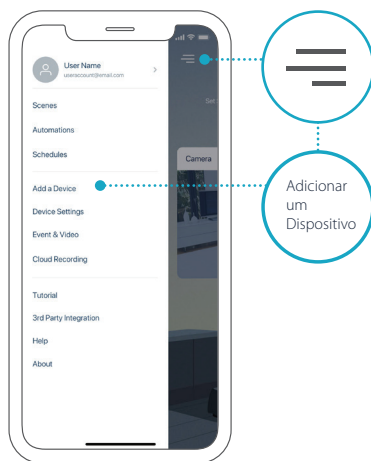 User Name
useraccount@email.com
Scenes
Automations
Schedules
Add a Device
Device Settings
Event & Video
Cloud Recording
Tutorial
3rd Party Integration
Help
About
Set
Camera
Adicionar
um
Dispositivo